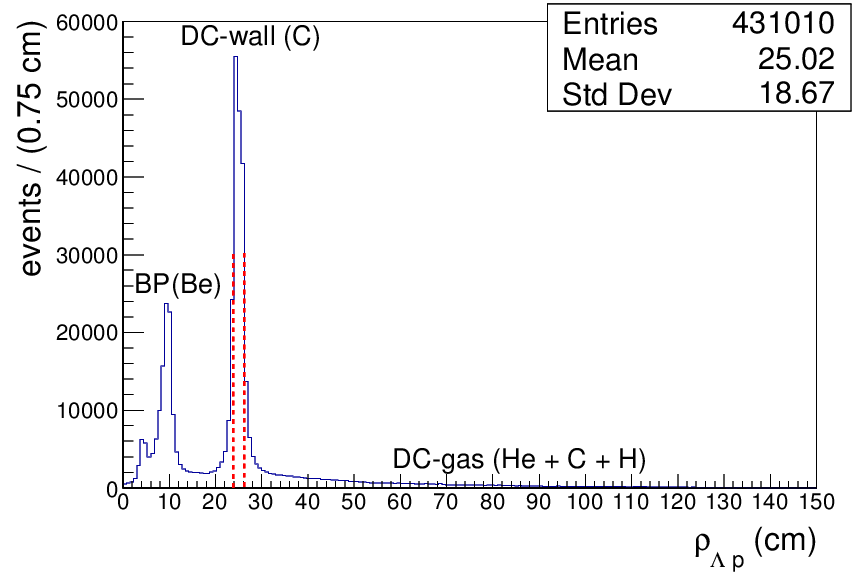 Entries 431010
Mean 25.02
Std Dev 18.67
events / (0.75 cm)
60000
50000
40000
30000
20000
10000
0
DC-wall (C)
BP(Be)
DC-gas (He + C + H)
0 10 20 30 40 50 60 70 80 90 100 110 120 130 140 150
ρΛ p (cm)